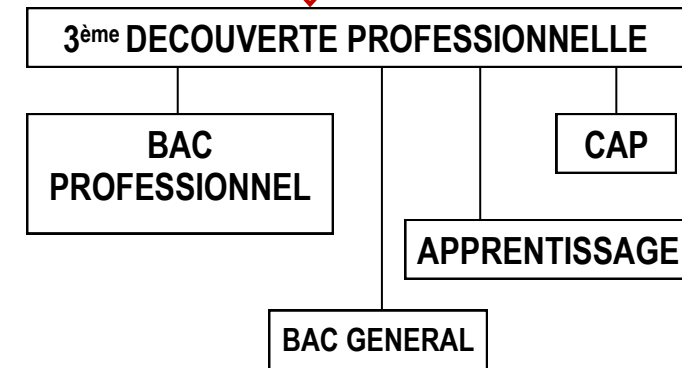 3ème DECOUVERTE PROFESSIONNELLE
BAC
PROFESSIONNEL
CAP
APPRENTISSAGE
BAC GENERAL